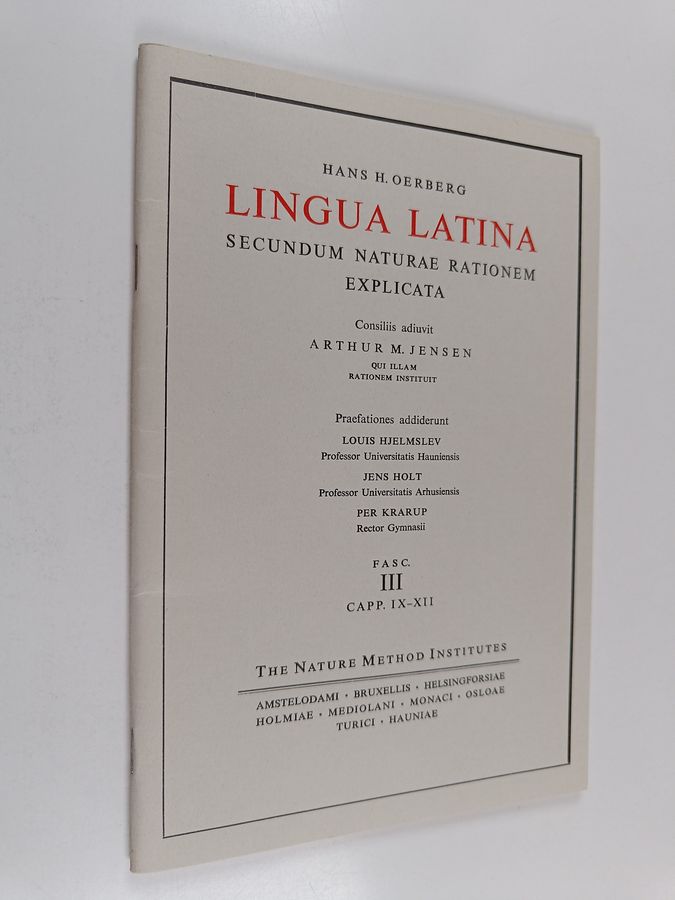 HANS H. OERBERG
LINGUA LATINA
SECUNDUM NATURAE RATIONEM
EXPLICATA
Consiliis adiuvit
ARTHUR M. JENSEN
QUI ILLAM
RATIONEM INSTITUIT
Praefationes addiderunt
LOUIS HJELMSLEV
Professor Universitatis Hauniensis
JENS HOLT
Professor Universitatis Arhusiensis
PER KRARUP
Rector Gymnasii
FASC.
III
CAPP. IX–XII
THE NATURE METHOD INSTITUTES
AMSTELODAMI · BRUXELLIS · HELSINGFORSIAE
HOLMIAE · MEDIOLANI · MONACI · OSLOAE
TURICI · HAUNIAE